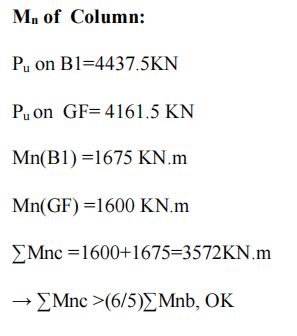 Mn of Column:
Pu on B1=4437.5KN
Pu on GF= 4161.5 KN
Mn(B1) =1675 KN.m
Mn(GF) =1600 KN.m
∑Mnc =1600+1675=3572KN.m
→ ∑Mnc >(6/5)∑Mnb, OK